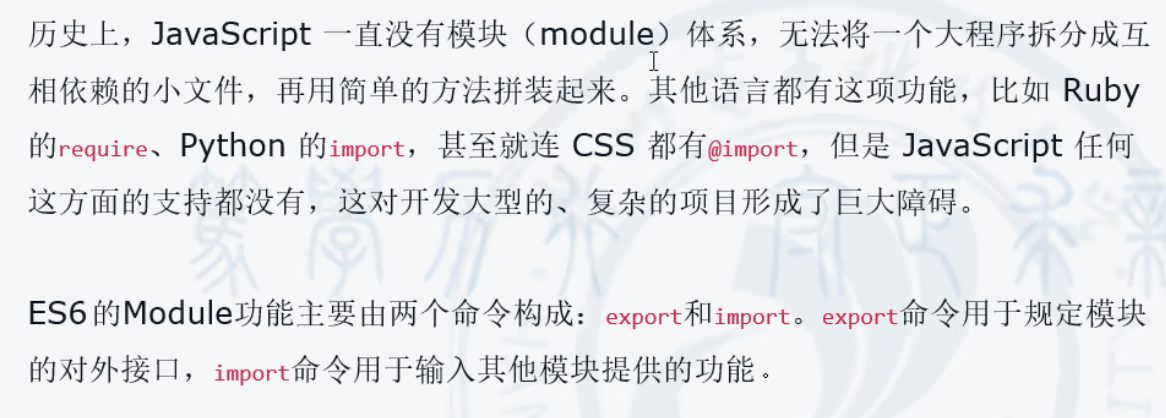 历史上，JavaScript 一直没有模块（module）体系，无法将一个大程序拆分成互
相依赖的小文件，再用简单的方法拼装起来。其他语言都有这项功能，比如 Ruby
的require、Python 的import，甚至就连 CSS 都有@import，但是 JavaScript 任何
这方面的支持都没有，这对开发大型的、复杂的项目形成了巨大障碍。
ES6的Module功能主要由两个命令构成：export和import。export命令用于规定模块
的对外接口，import命令用于输入其他模块提供的功能。